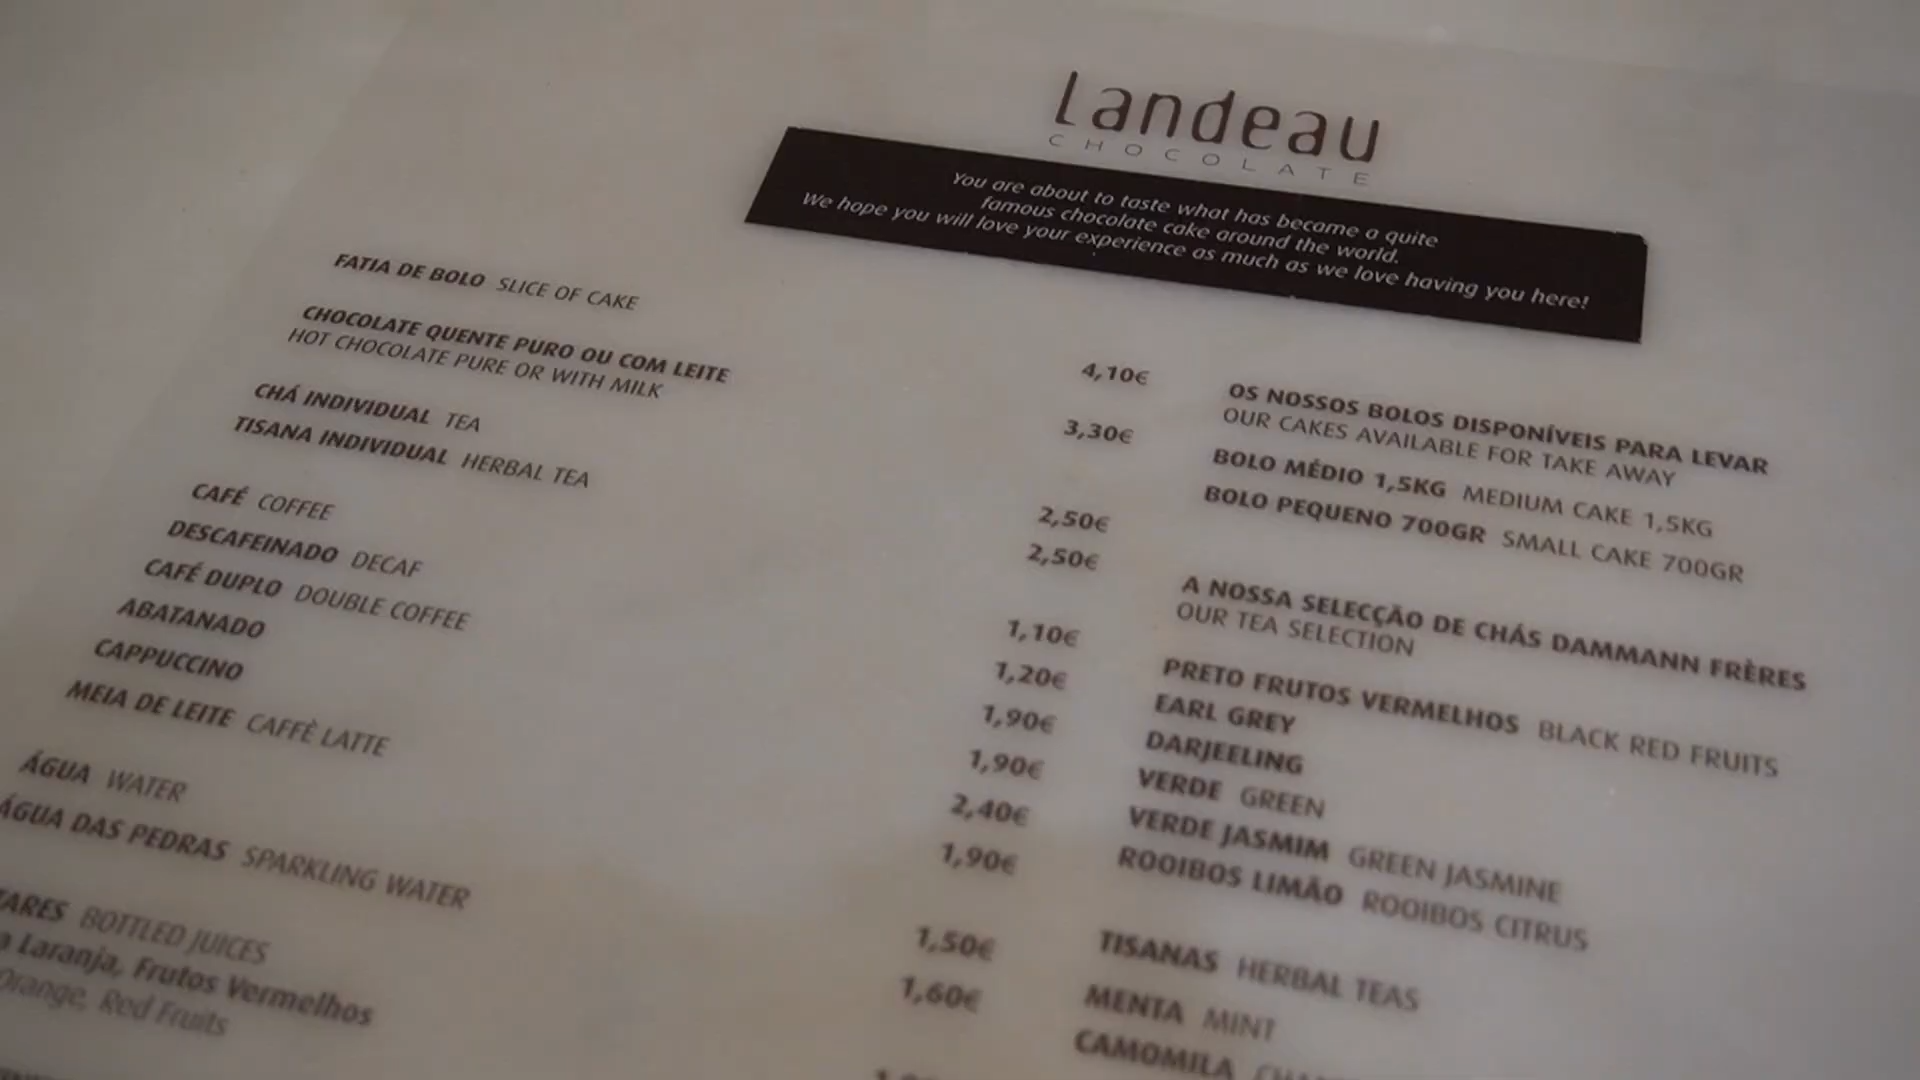 Landeau
CHOCOLATE
You are about to taste what has became a quite
famous chocolate cake around the world.
We hope you will love your experience as much as we love having you here!
FATIA DE BOLO SLICE OF CAKE 4,10€
CHOCOLATE QUENTE PURO OU COM LEITE 3,30€
HOT CHOCOLATE PURE OR WITH MILK
CHÁ INDIVIDUAL TEA 2,50€
TISANA INDIVIDUAL HERBAL TEA 2,50€
CAFÉ COFFEE 1,10€
DESCAFEINADO DECAF 1,20€
CAFÉ DUPLO DOUBLE COFFEE 1,90€
ABATANADO 1,90€
CAPPUCCINO 2,40€
MEIA DE LEITE CAFFÈ LATTE 1,90€
ÁGUA WATER 1,50€
ÁGUA DAS PEDRAS SPARKLING WATER 1,60€
BOTTLED JUICES
Laranja, Frutos Vermelhos
Orange, Red Fruits
OS NOSSOS BOLOS DISPONÍVEIS PARA LEVAR
OUR CAKES AVAILABLE FOR TAKE AWAY
BOLO MÉDIO 1,5KG MEDIUM CAKE 1,5KG
BOLO PEQUENO 700GR SMALL CAKE 700GR
A NOSSA SELECÇÃO DE CHÁS DAMMANN FRÈRES
OUR TEA SELECTION
PRETO FRUTOS VERMELHOS BLACK RED FRUITS
EARL GREY
DARJEELING
VERDE GREEN
VERDE JASMIM GREEN JASMINE
ROOIBOS LIMÃO ROOIBOS CITRUS
TISANAS HERBAL TEAS
MENTA MINT
CAMOMILA